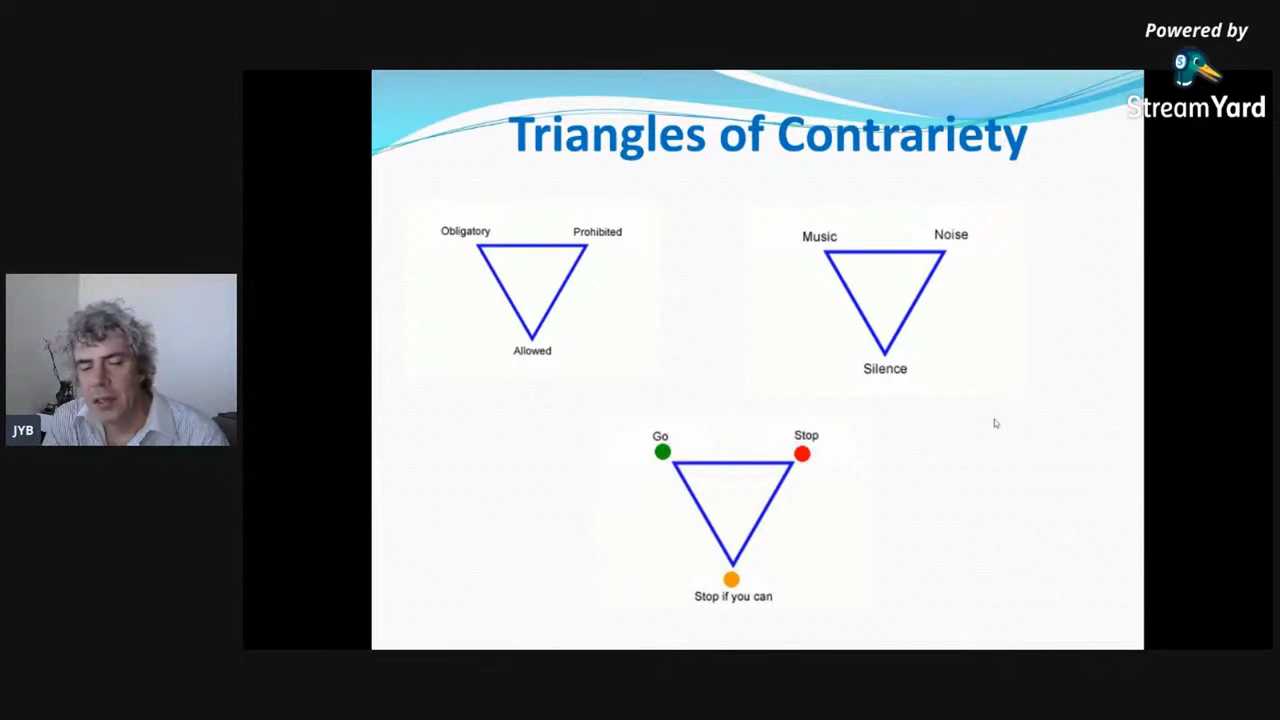 Powered by
StreamYard
Triangles of Contrariety
Obligatory
Prohibited
Allowed
Music
Noise
Silence
Go
Stop
Stop if you can
JYB